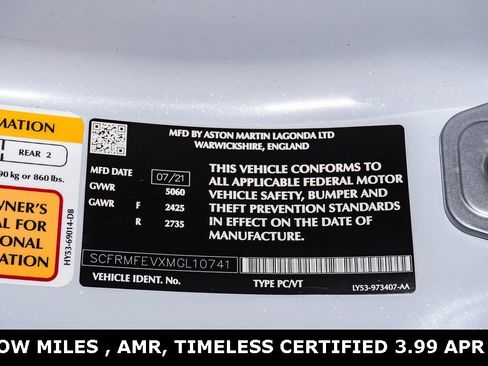 MATION
REAR 2
90 kg or 860 lbs.
WNER'S
AL FOR
ONAL
ATION
HY53-69014-DB
MFD BY ASTON MARTIN LAGONDA LTD
WARWICKSHIRE, ENGLAND
MFD DATE 07/21
GVWR 5060
GAWR F 2425
R 2735
THIS VEHICLE CONFORMS TO
ALL APPLICABLE FEDERAL MOTOR
VEHICLE SAFETY, BUMPER AND
THEFT PREVENTION STANDARDS
IN EFFECT ON THE DATE OF
MANUFACTURE.
SCFRMFEVXMGL10741
VEHICLE IDENT. No. TYPE PC/VT LY53-973407-AA
OW MILES , AMR, TIMELESS CERTIFIED 3.99 APR